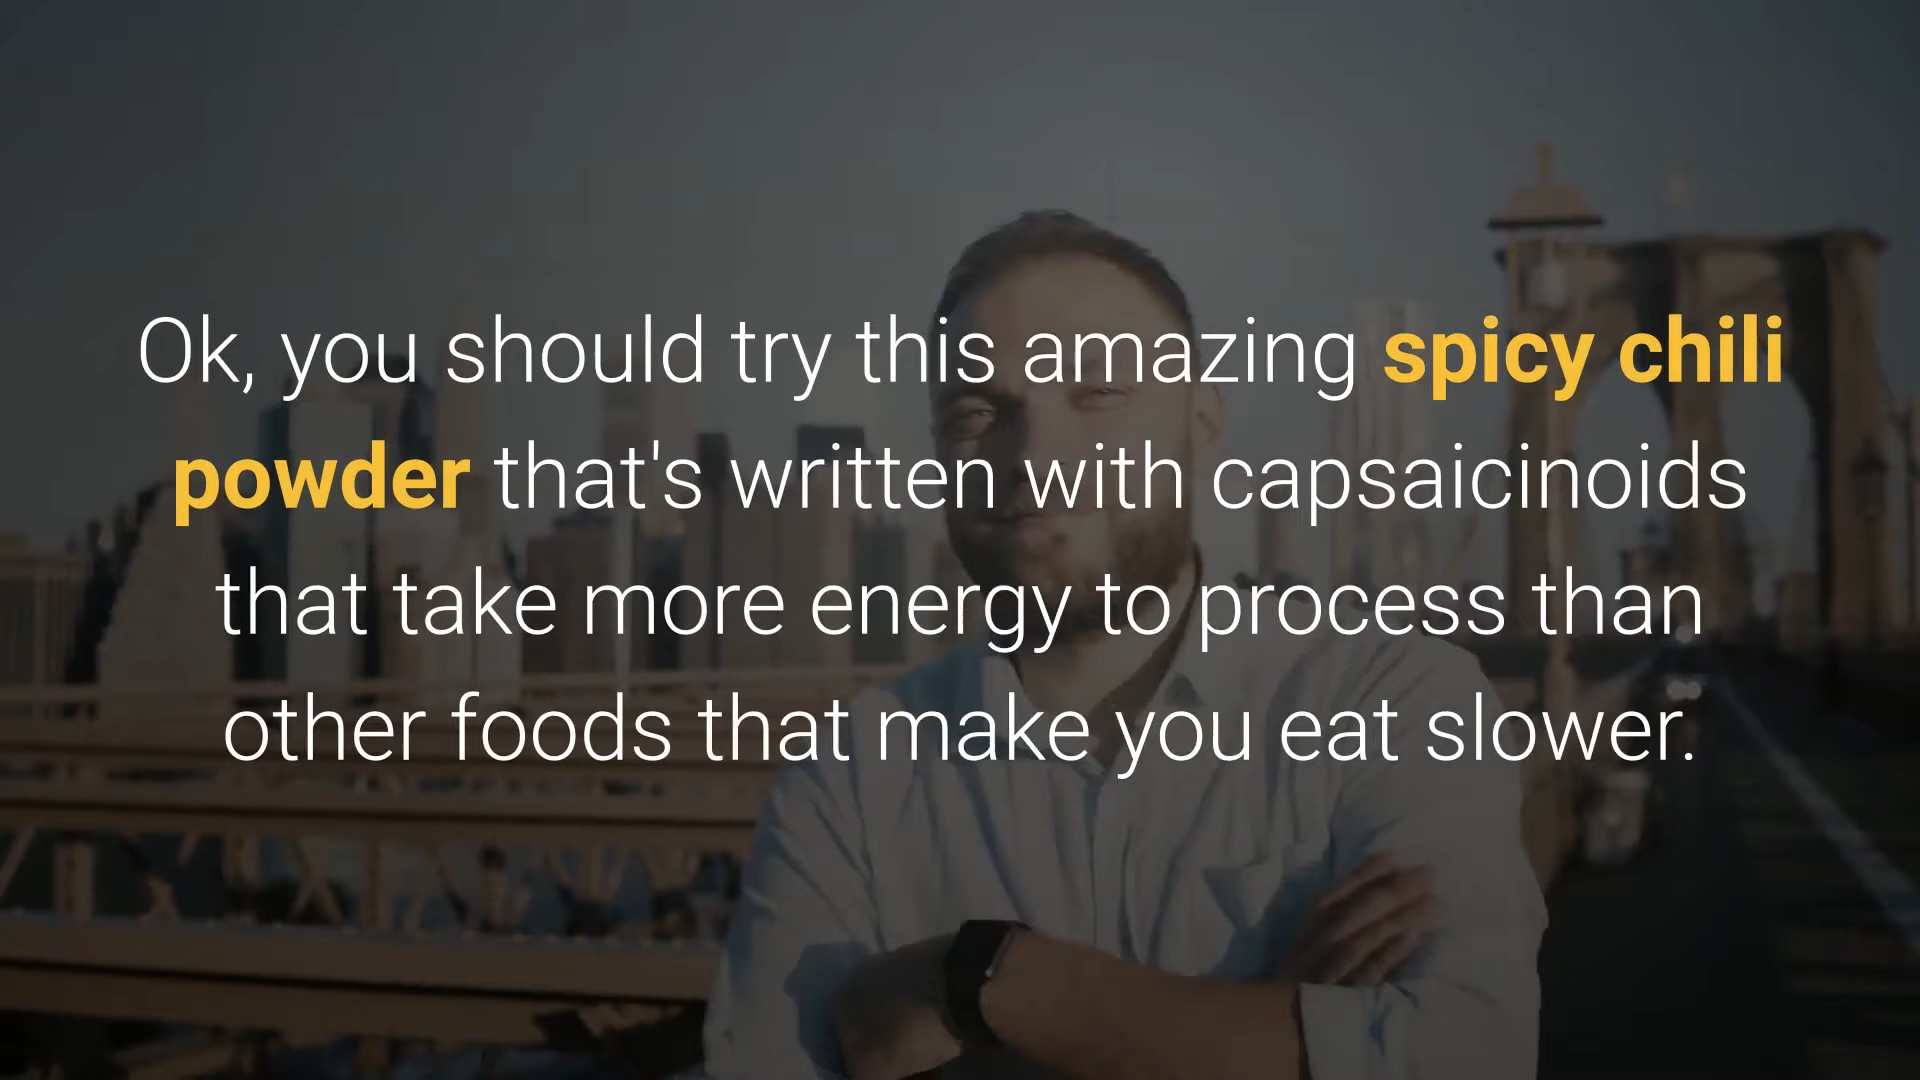 Ok, you should try this amazing spicy chili
powder that's written with capsaicinoids
that take more energy to process than
other foods that make you eat slower.